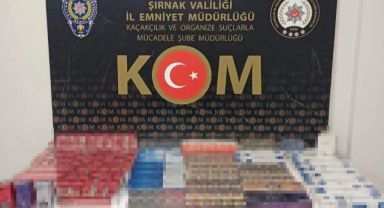 ŞIRNAK VALİLİĞİ
İL EMNİYET MÜDÜRLÜĞÜ
KAÇAKÇILIK VE ORGANİZE SUÇLARLA
MÜCADELE ŞUBE MÜDÜRLÜĞÜ
KOM